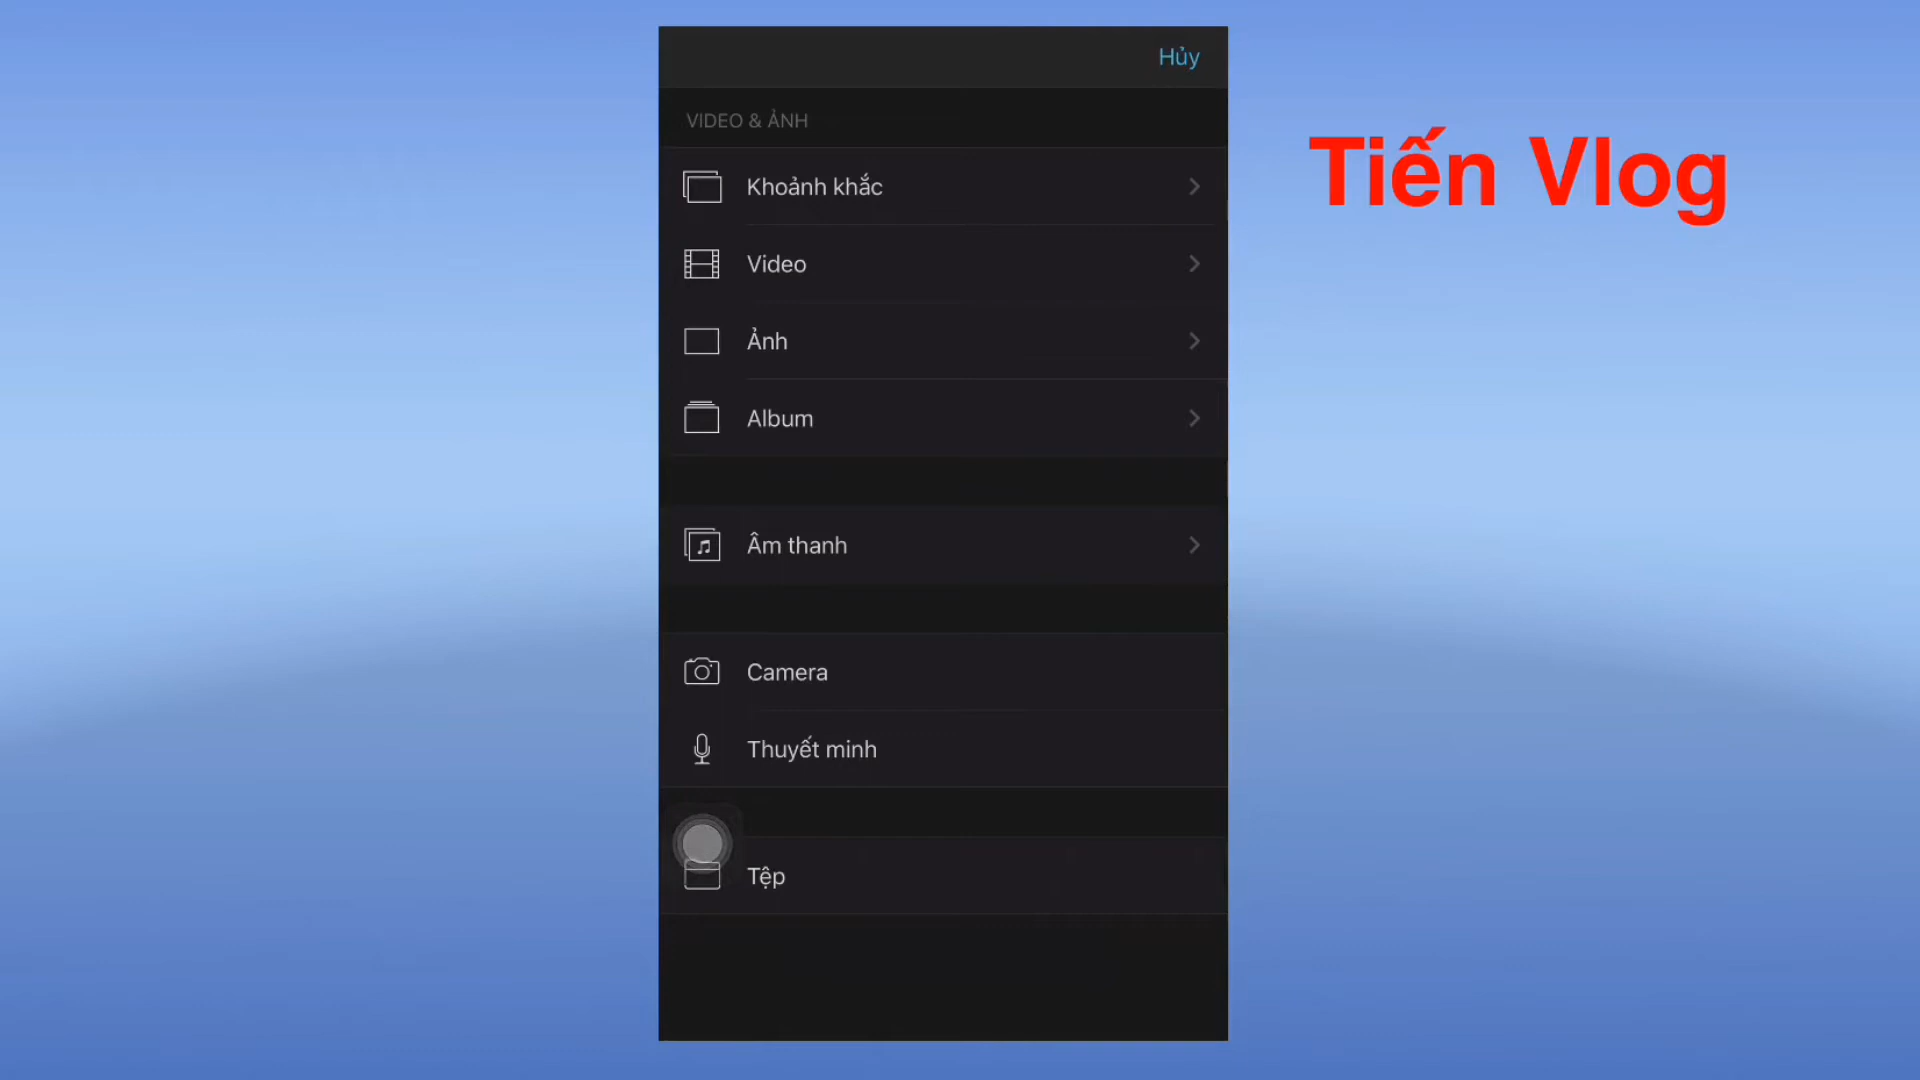 Hủy
VIDEO & ẢNH
Tiến Vlog
Khoảnh khắc
Video
Ảnh
Album
Âm thanh
Camera
Thuyết minh
Tệp